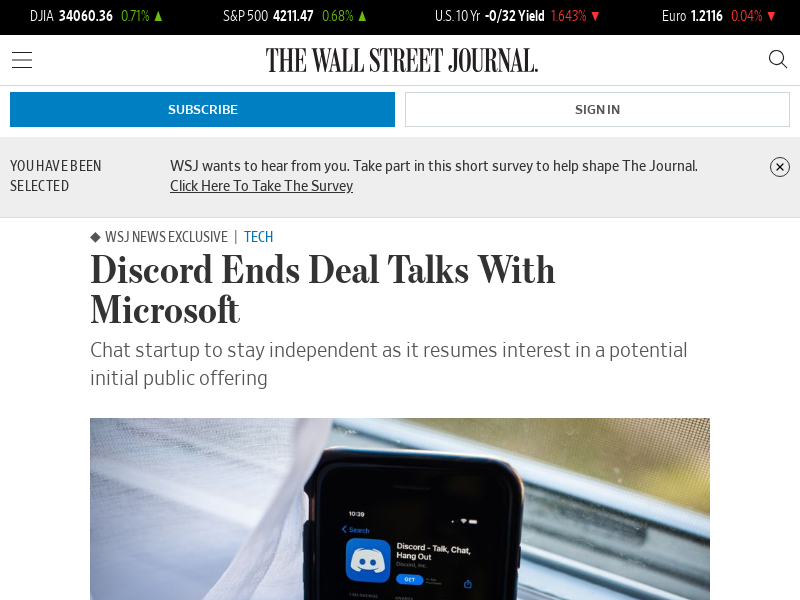 DJIA 34060.36 0.71% ▲ S&P 500 4211.47 0.68% ▲ U.S. 10 Yr -0/32 Yield 1.643% ▼ Euro 1.2116 0.04% ▼
THE WALL STREET JOURNAL.
SUBSCRIBE SIGN IN
YOU HAVE BEEN
SELECTED
WSJ wants to hear from you. Take part in this short survey to help shape The Journal.
Click Here To Take The Survey
◆ WSJ NEWS EXCLUSIVE | TECH
Discord Ends Deal Talks With
Microsoft
Chat startup to stay independent as it resumes interest in a potential
initial public offering
10:39
Search
Discord - Talk, Chat,
Hang Out
Discord, Inc.
GET